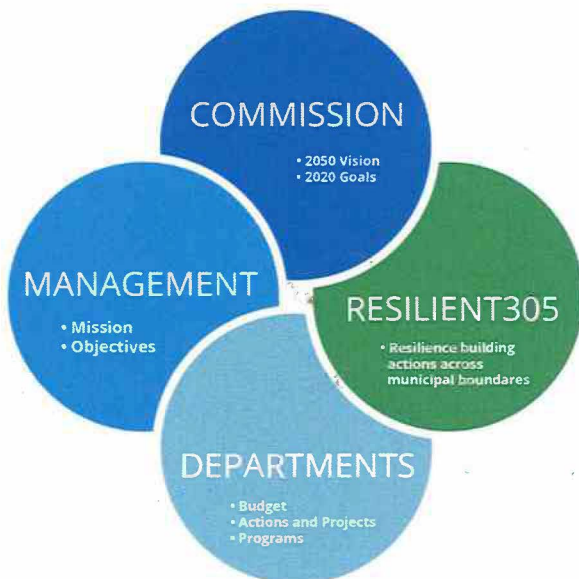 COMMISSION
• 2050 Vision
• 2020 Goals
MANAGEMENT
• Mission
• Objectives
RESILIENT305
• Resilience building
actions across
municipal boundares
DEPARTMENTS
• Budget
• Actions and Projects
• Programs